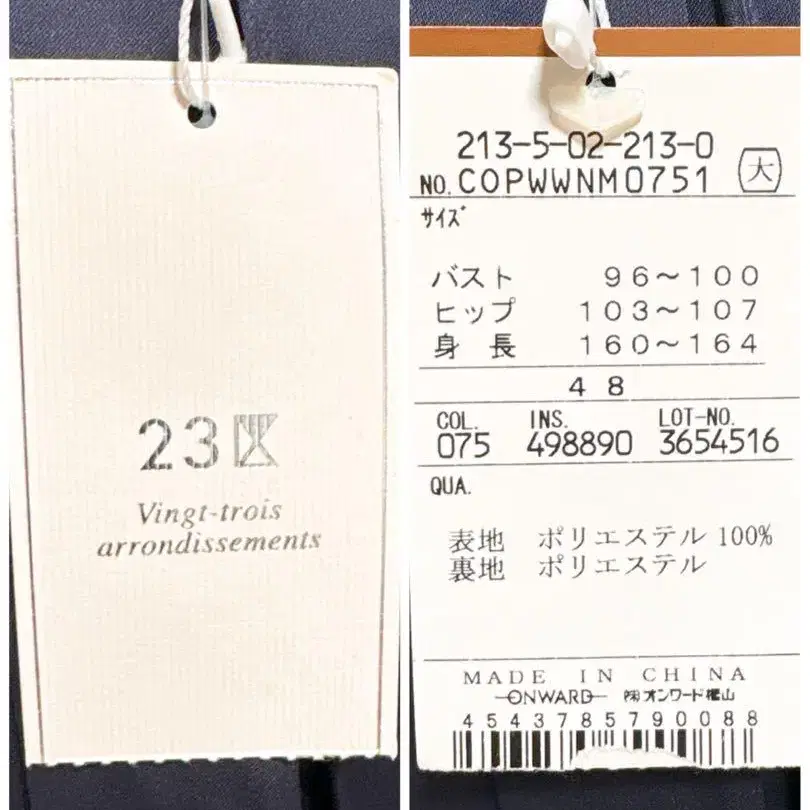 23区
Vingt-trois
arrondissements
213-5-02-213-0
NO. COPWWNM0751 大
サイズ
バスト 96~100
ヒップ 103~107
身長 160~164
48
COL. INS. LOT-NO.
075 498890 3654516
QUA.
表地 ポリエステル 100%
裏地 ポリエステル
MADE IN CHINA
ONWARD ㈱オンワード樫山
4543785790088